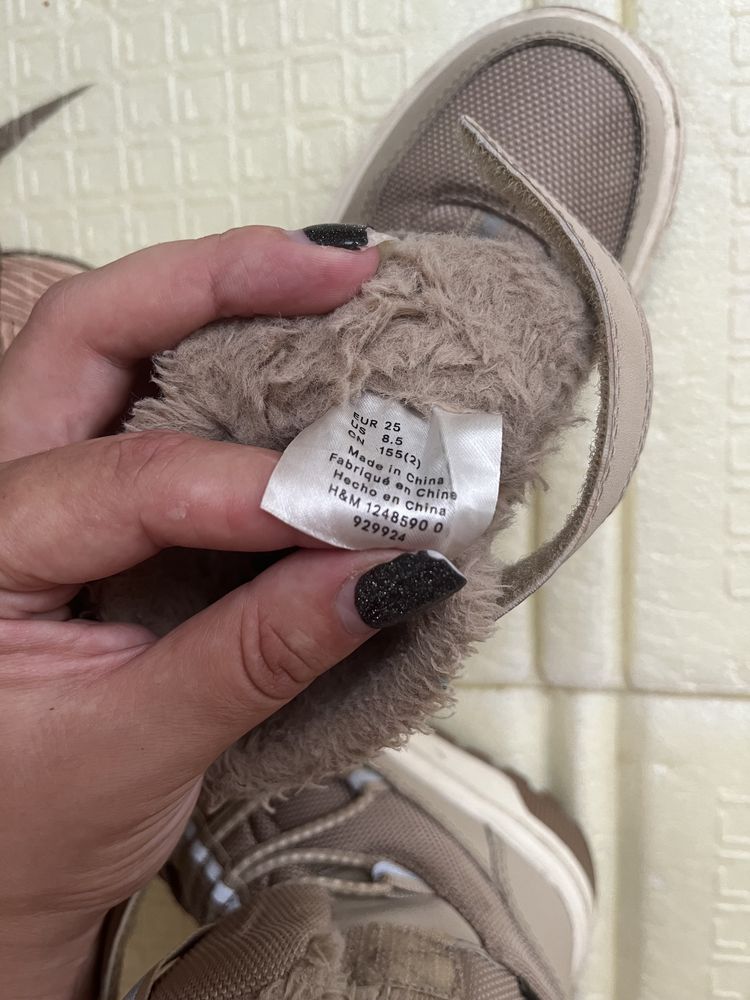 EUR 25
US 8.5
CN 155(2)
Made in China
Fabriqué en Chine
Hecho en China
H&M 1248590 0
929924